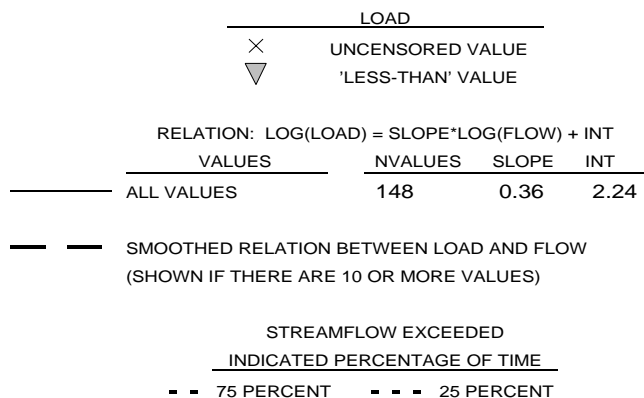 LOAD
UNCENSORED VALUE
'LESS-THAN' VALUE
RELATION: LOG(LOAD) = SLOPE*LOG(FLOW) + INT
VALUES NVALUES SLOPE INT
ALL VALUES 148 0.36 2.24
SMOOTHED RELATION BETWEEN LOAD AND FLOW
(SHOWN IF THERE ARE 10 OR MORE VALUES)
STREAMFLOW EXCEEDED
INDICATED PERCENTAGE OF TIME
75 PERCENT 25 PERCENT